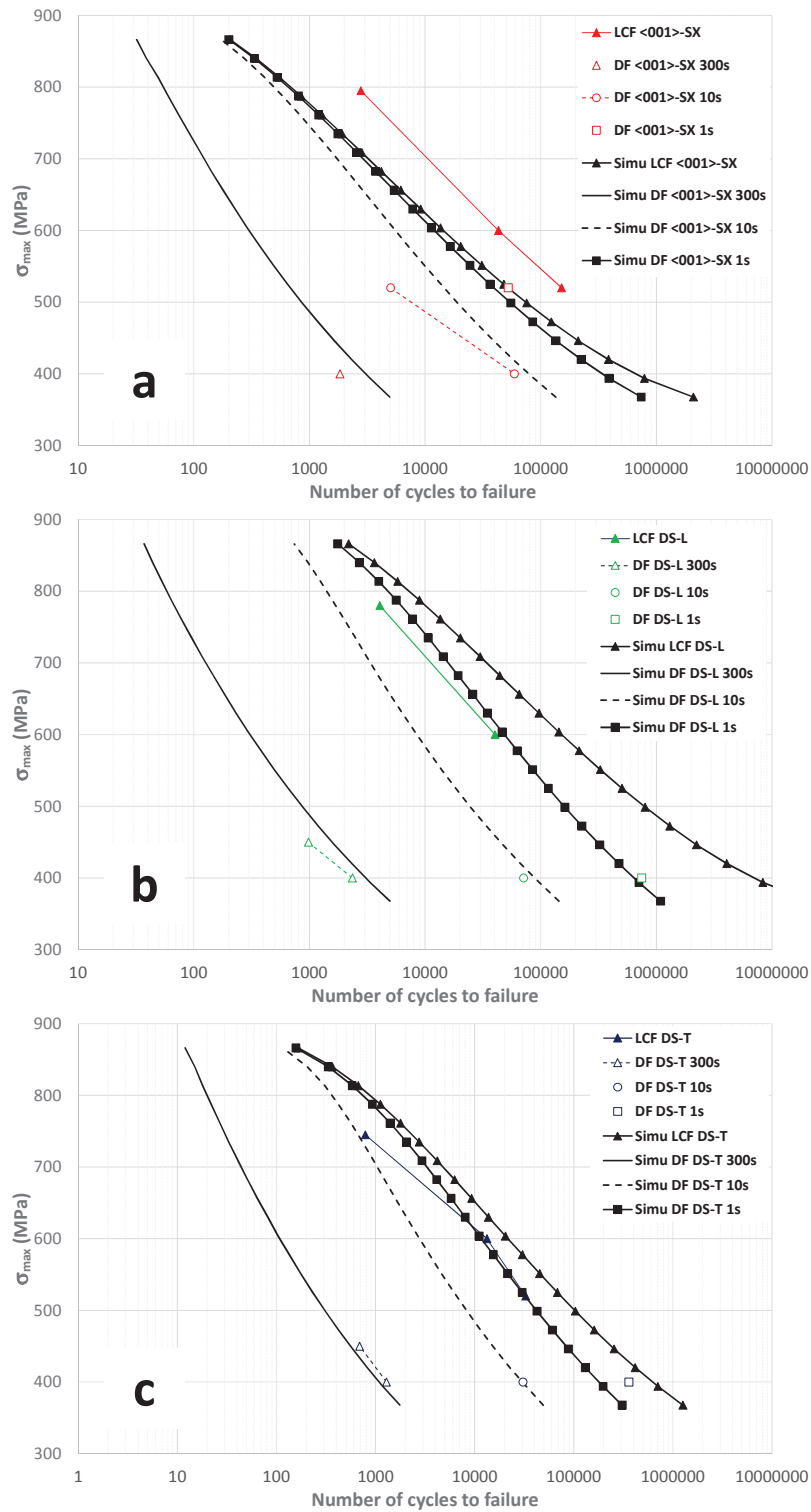 900
800
700
600
500
400
300
σmax (MPa)
LCF <001>-SX
DF <001>-SX 300s
DF <001>-SX 10s
DF <001>-SX 1s
Simu LCF <001>-SX
Simu DF <001>-SX 300s
Simu DF <001>-SX 10s
Simu DF <001>-SX 1s
a
10 100 1000 10000 100000 1000000 10000000
Number of cycles to failure
900
800
700
600
500
400
300
σmax (MPa)
LCF DS-L
DF DS-L 300s
DF DS-L 10s
DF DS-L 1s
Simu LCF DS-L
Simu DF DS-L 300s
Simu DF DS-L 10s
Simu DF DS-L 1s
b
10 100 1000 10000 100000 1000000 10000000
Number of cycles to failure
900
800
700
600
500
400
300
σmax (MPa)
LCF DS-T
DF DS-T 300s
DF DS-T 10s
DF DS-T 1s
Simu LCF DS-T
Simu DF DS-T 300s
Simu DF DS-T 10s
Simu DF DS-T 1s
c
1 10 100 1000 10000 100000 1000000 10000000
Number of cycles to failure